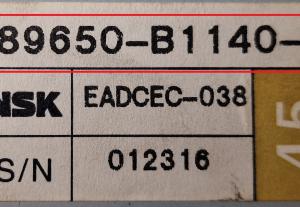 89650-B1140-
NSK EADCEC-038
S/N 012316
45